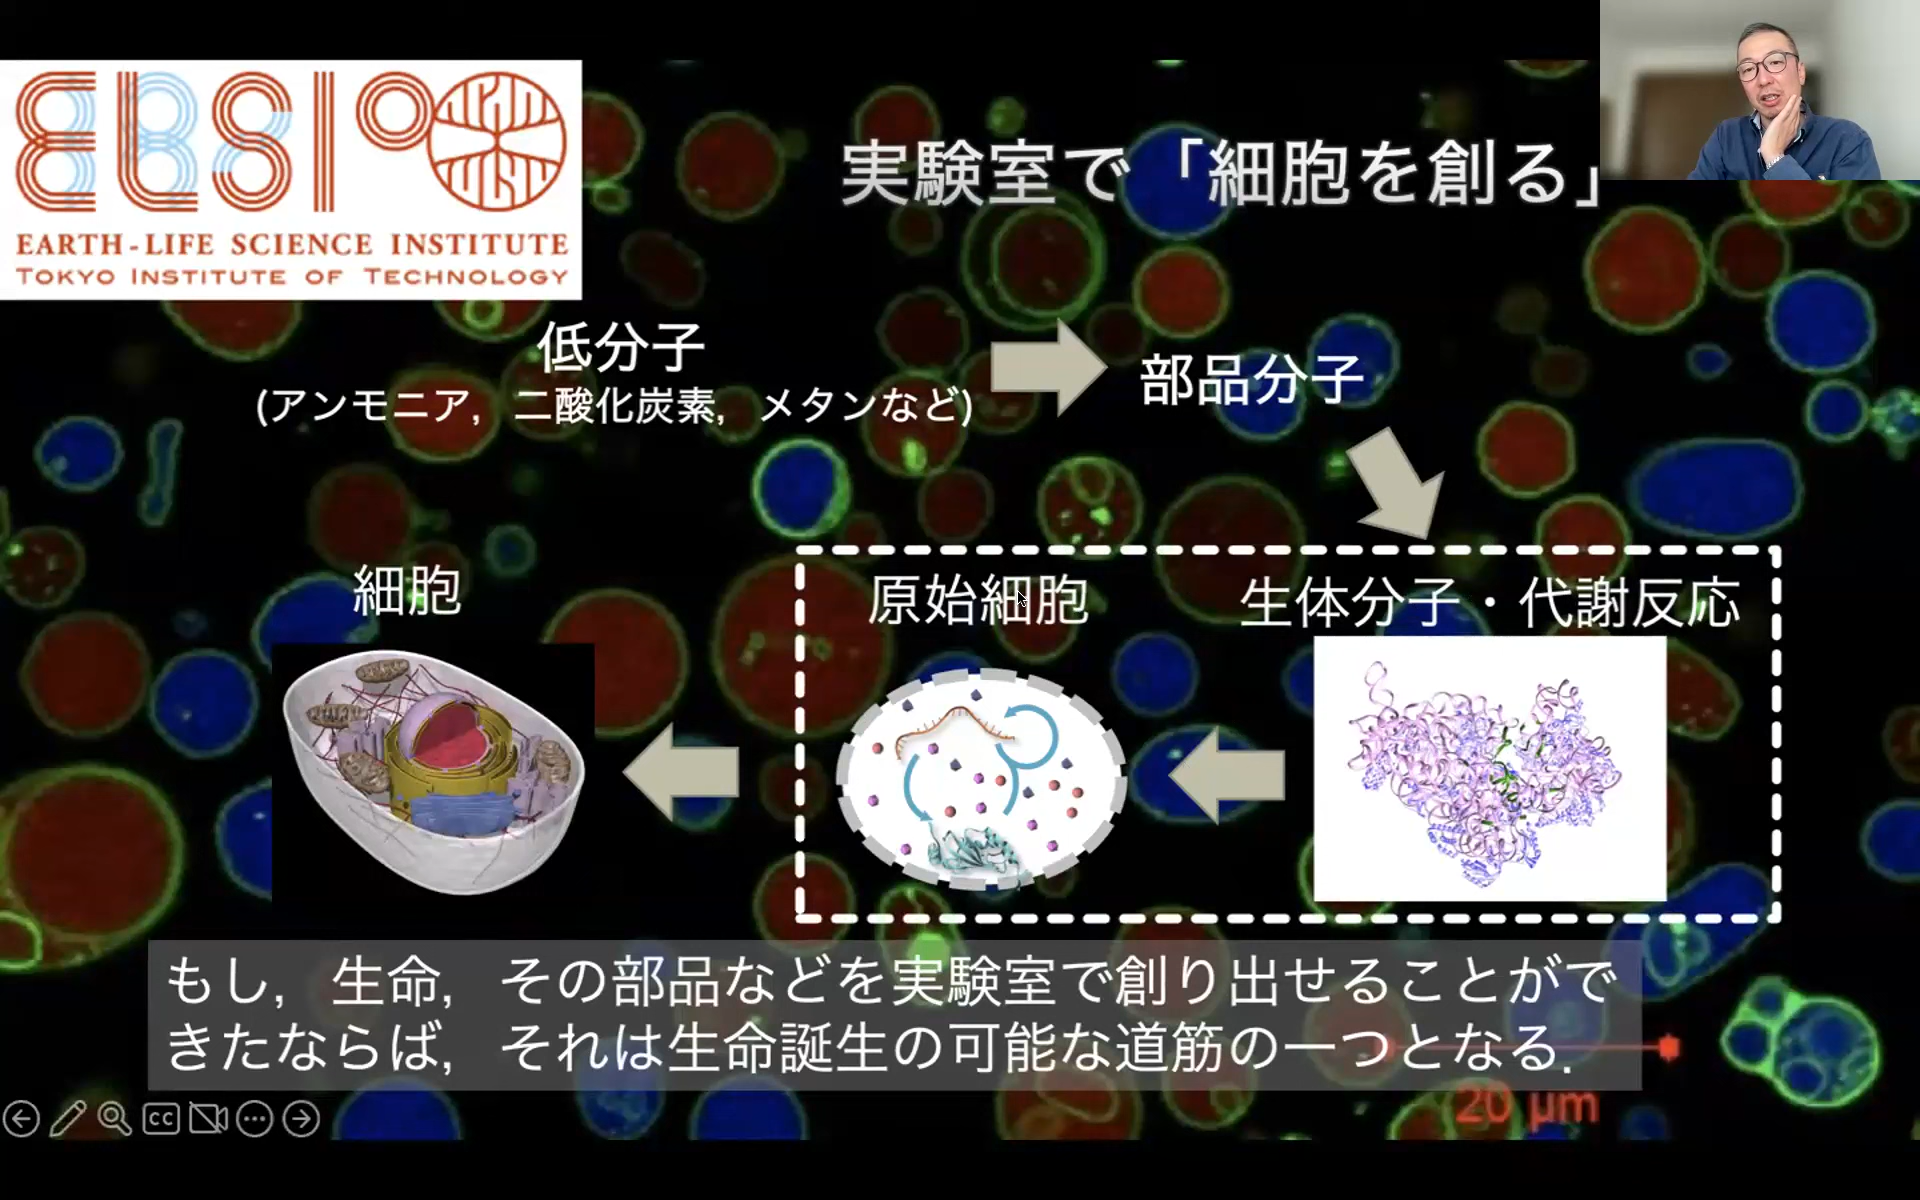 ELSI
EARTH-LIFE SCIENCE INSTITUTE
TOKYO INSTITUTE OF TECHNOLOGY
実験室で「細胞を創る」
低分子
(アンモニア, 二酸化炭素, メタンなど)
部品分子
細胞
原始細胞
生体分子・代謝反応
もし, 生命, その部品などを実験室で創り出せることがで
きたならば, それは生命誕生の可能な道筋の一つとなる.
20 μm
CC